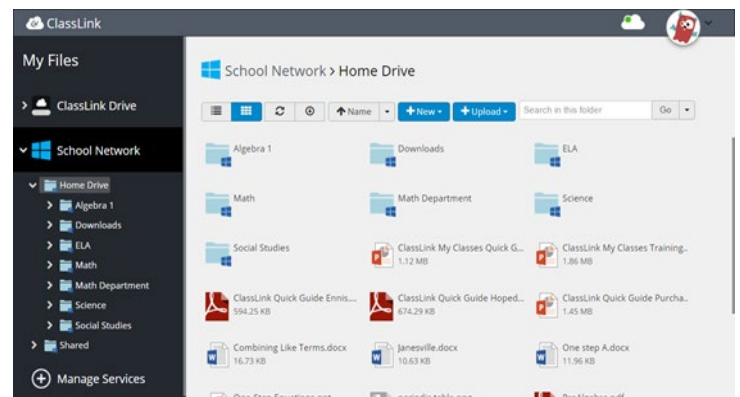 ClassLink
My Files
ClassLink Drive
School Network
Home Drive
Algebra 1
Downloads
ELA
Math
Math Department
Science
Social Studies
Shared
Manage Services
School Network > Home Drive
Name
+New
+Upload
Search in this folder
Go
Algebra 1
Downloads
ELA
Math
Math Department
Science
Social Studies
ClassLink My Classes Quick G...
1.12 MB
ClassLink My Classes Training..
1.86 MB
ClassLink Quick Guide Ennis....
594.25 KB
ClassLink Quick Guide Hoped...
674.29 KB
ClassLink Quick Guide Purcha..
1.45 MB
Combining Like Terms.docx
16.73 KB
Janesville.docx
10.63 KB
One step A.docx
11.96 KB